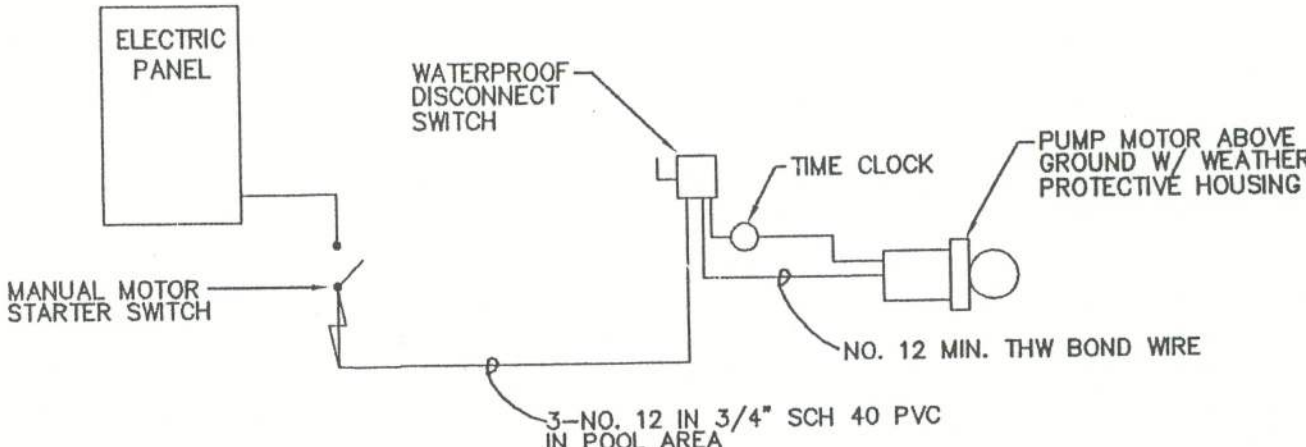 ELECTRIC
PANEL
WATERPROOF
DISCONNECT
SWITCH
TIME CLOCK
PUMP MOTOR ABOVE
GROUND W/ WEATHER
PROTECTIVE HOUSING
MANUAL MOTOR
STARTER SWITCH
NO. 12 MIN. THW BOND WIRE
3-NO. 12 IN 3/4" SCH 40 PVC
IN POOL AREA